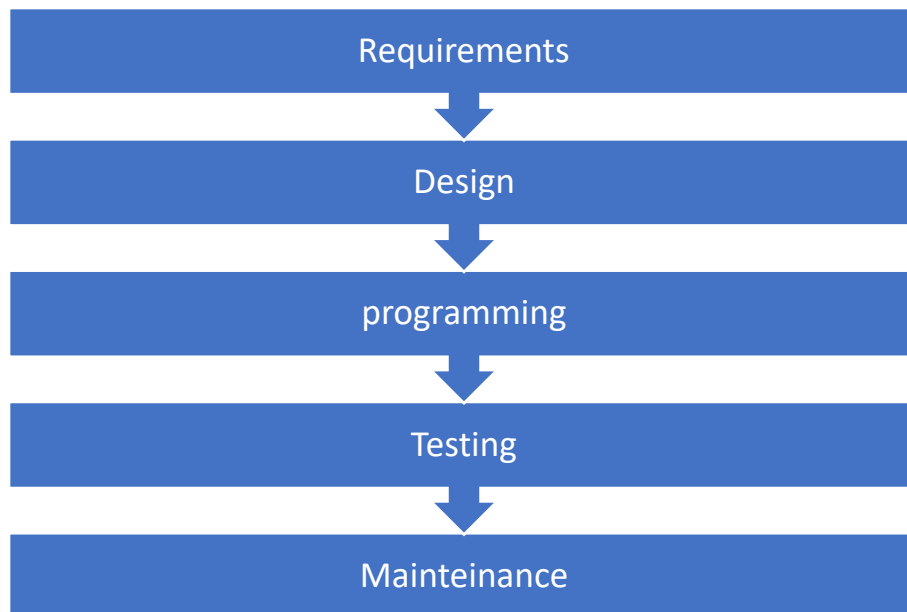 Requirements
Design
programming
Testing
Mainteinance